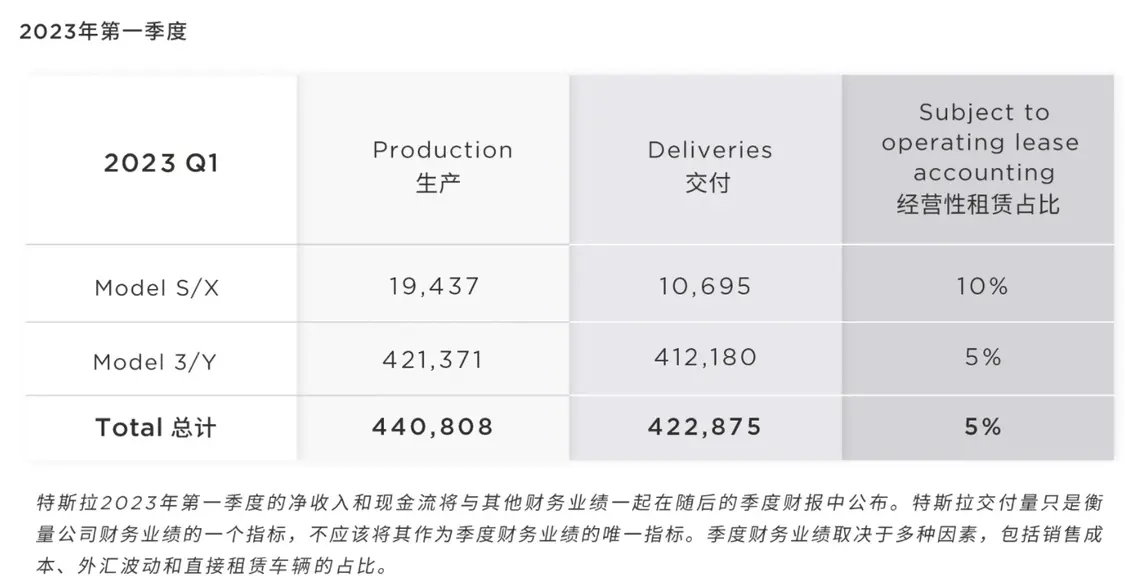 2023年第一季度
2023 Q1
Production
生产
Deliveries
交付
Subject to
operating lease
accounting
经营性租赁占比
Model S/X
19,437
10,695
10%
Model 3/Y
421,371
412,180
5%
Total 总计
440,808
422,875
5%
特斯拉2023年第一季度的净收入和现金流将与其他财务业绩一起在随后的季度财报中公布。特斯拉交付量只是衡
量公司财务业绩的一个指标，不应该将其作为季度财务业绩的唯一指标。季度财务业绩取决于多种因素，包括销售成
本、外汇波动和直接租赁车辆的占比。